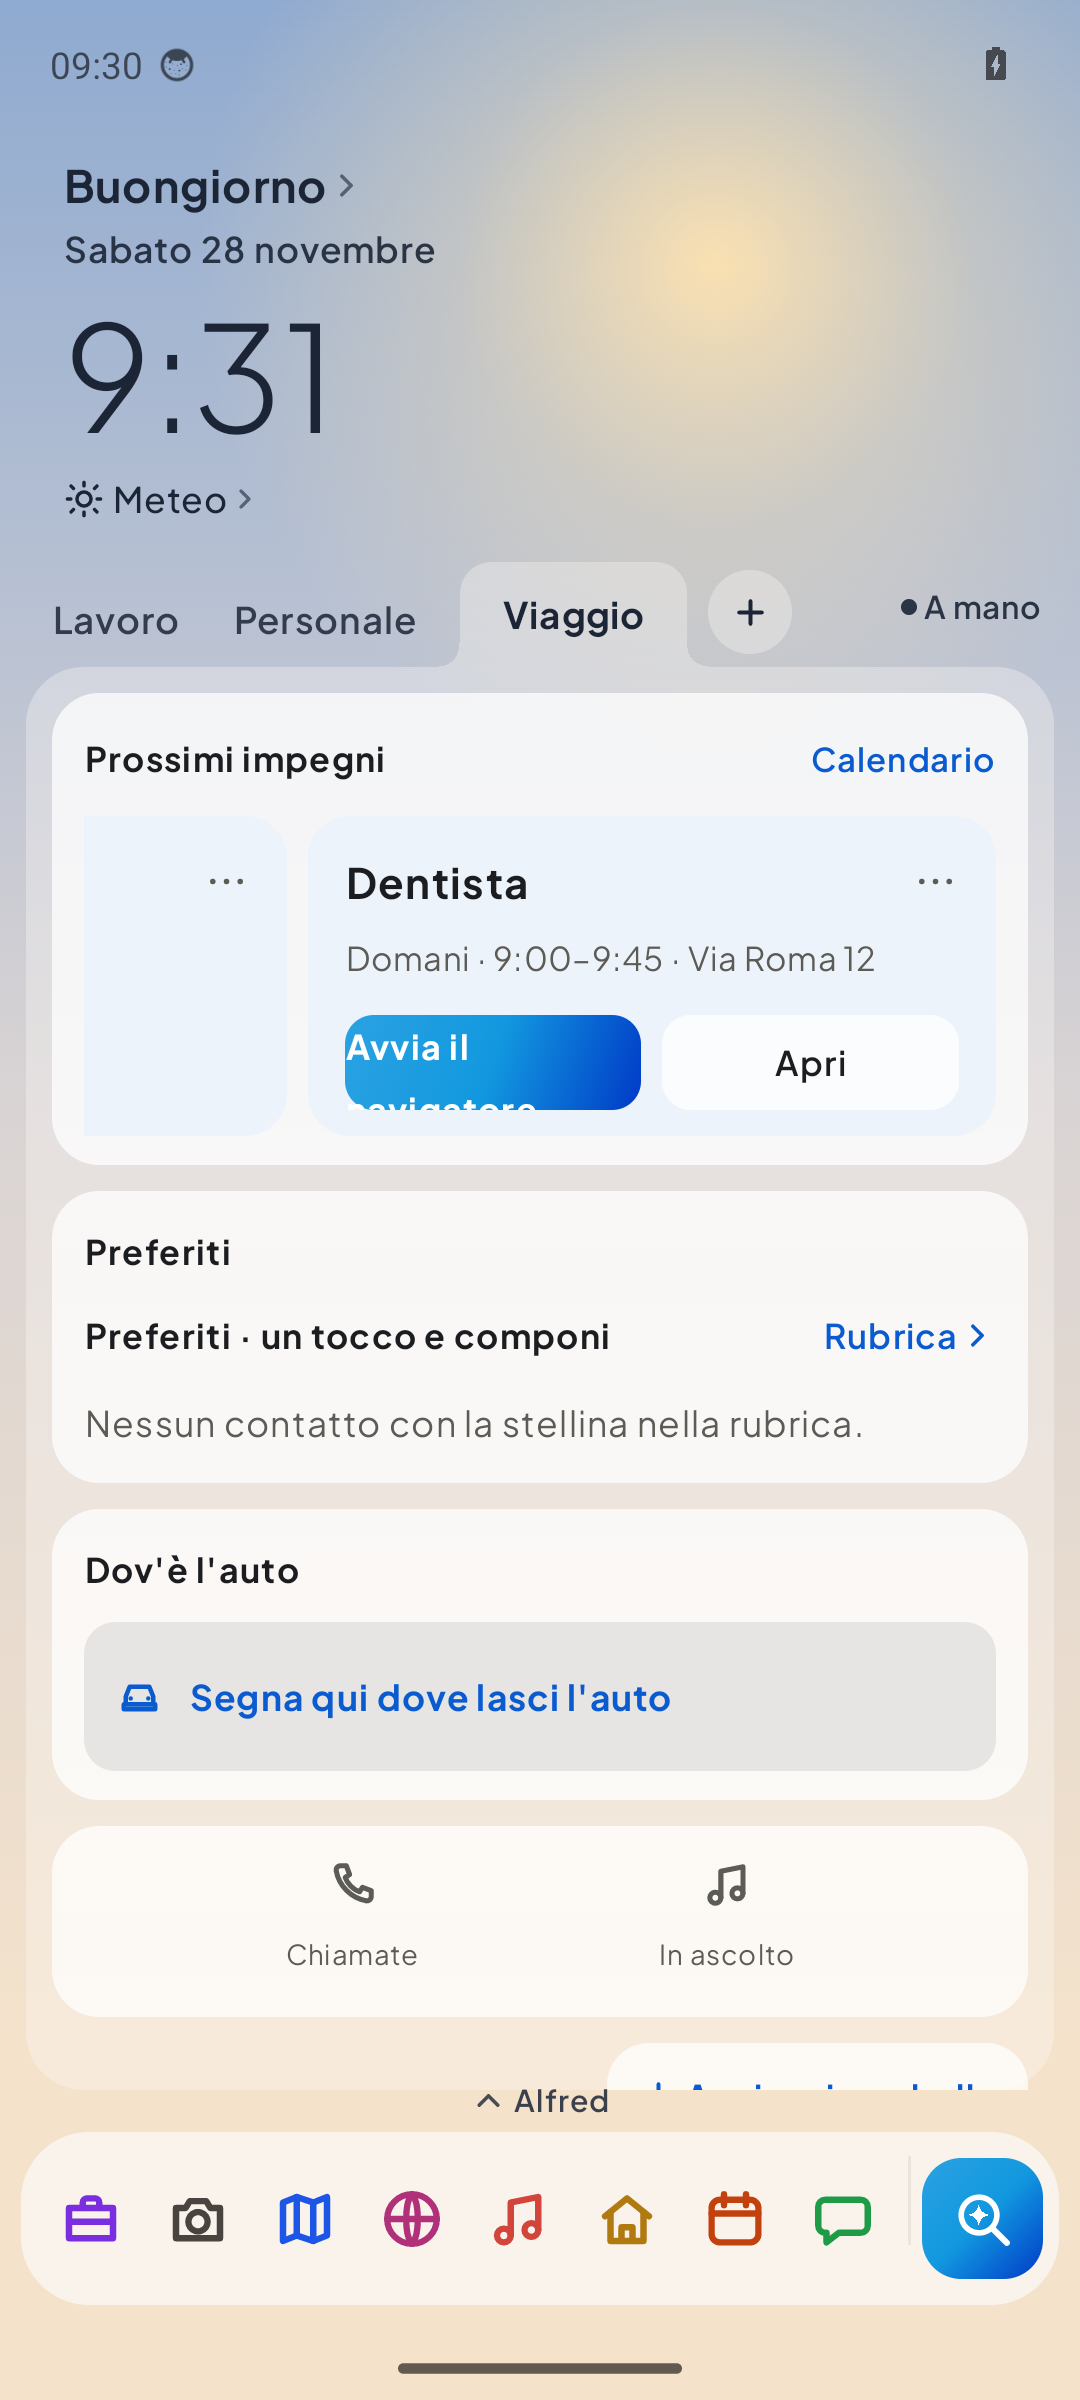 09:30
Buongiorno
Sabato 28 novembre
9:31
Meteo
Lavoro
Personale
Viaggio
A mano
Prossimi impegni
Calendario
Dentista
Domani · 9:00–9:45 · Via Roma 12
Avvia il
navigatore
Apri
Preferiti
Preferiti · un tocco e componi
Rubrica
Nessun contatto con la stellina nella rubrica.
Dov'è l'auto
Segna qui dove lasci l'auto
Chiamate
In ascolto
Alfred